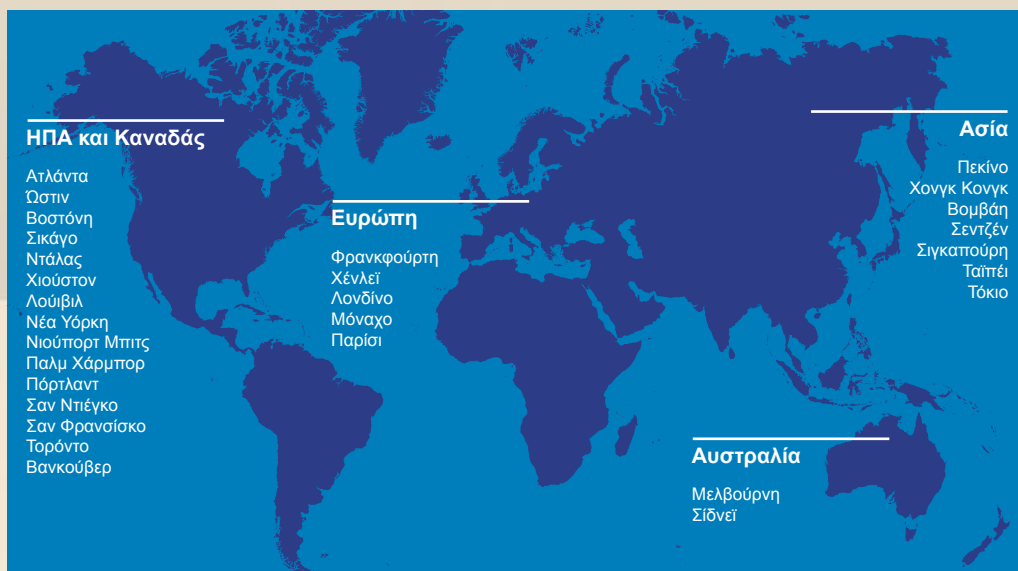 ΗΠΑ και Καναδάς
Ατλάντα
Ώστιν
Βοστόνη
Σικάγο
Ντάλας
Χιούστον
Λούιβιλ
Νέα Υόρκη
Νιούπορτ Μπιτς
Παλμ Χάρμπορ
Πόρτλαντ
Σαν Ντιέγκο
Σαν Φρανσίσκο
Τορόντο
Βανκούβερ
Ευρώπη
Φρανκφούρτη
Χένλεϊ
Λονδίνο
Μόναχο
Παρίσι
Ασία
Πεκίνο
Χονγκ Κονγκ
Βομβάη
Σεντζέν
Σιγκαπούρη
Ταϊπέι
Τόκιο
Αυστραλία
Μελβούρνη
Σίδνεϊ